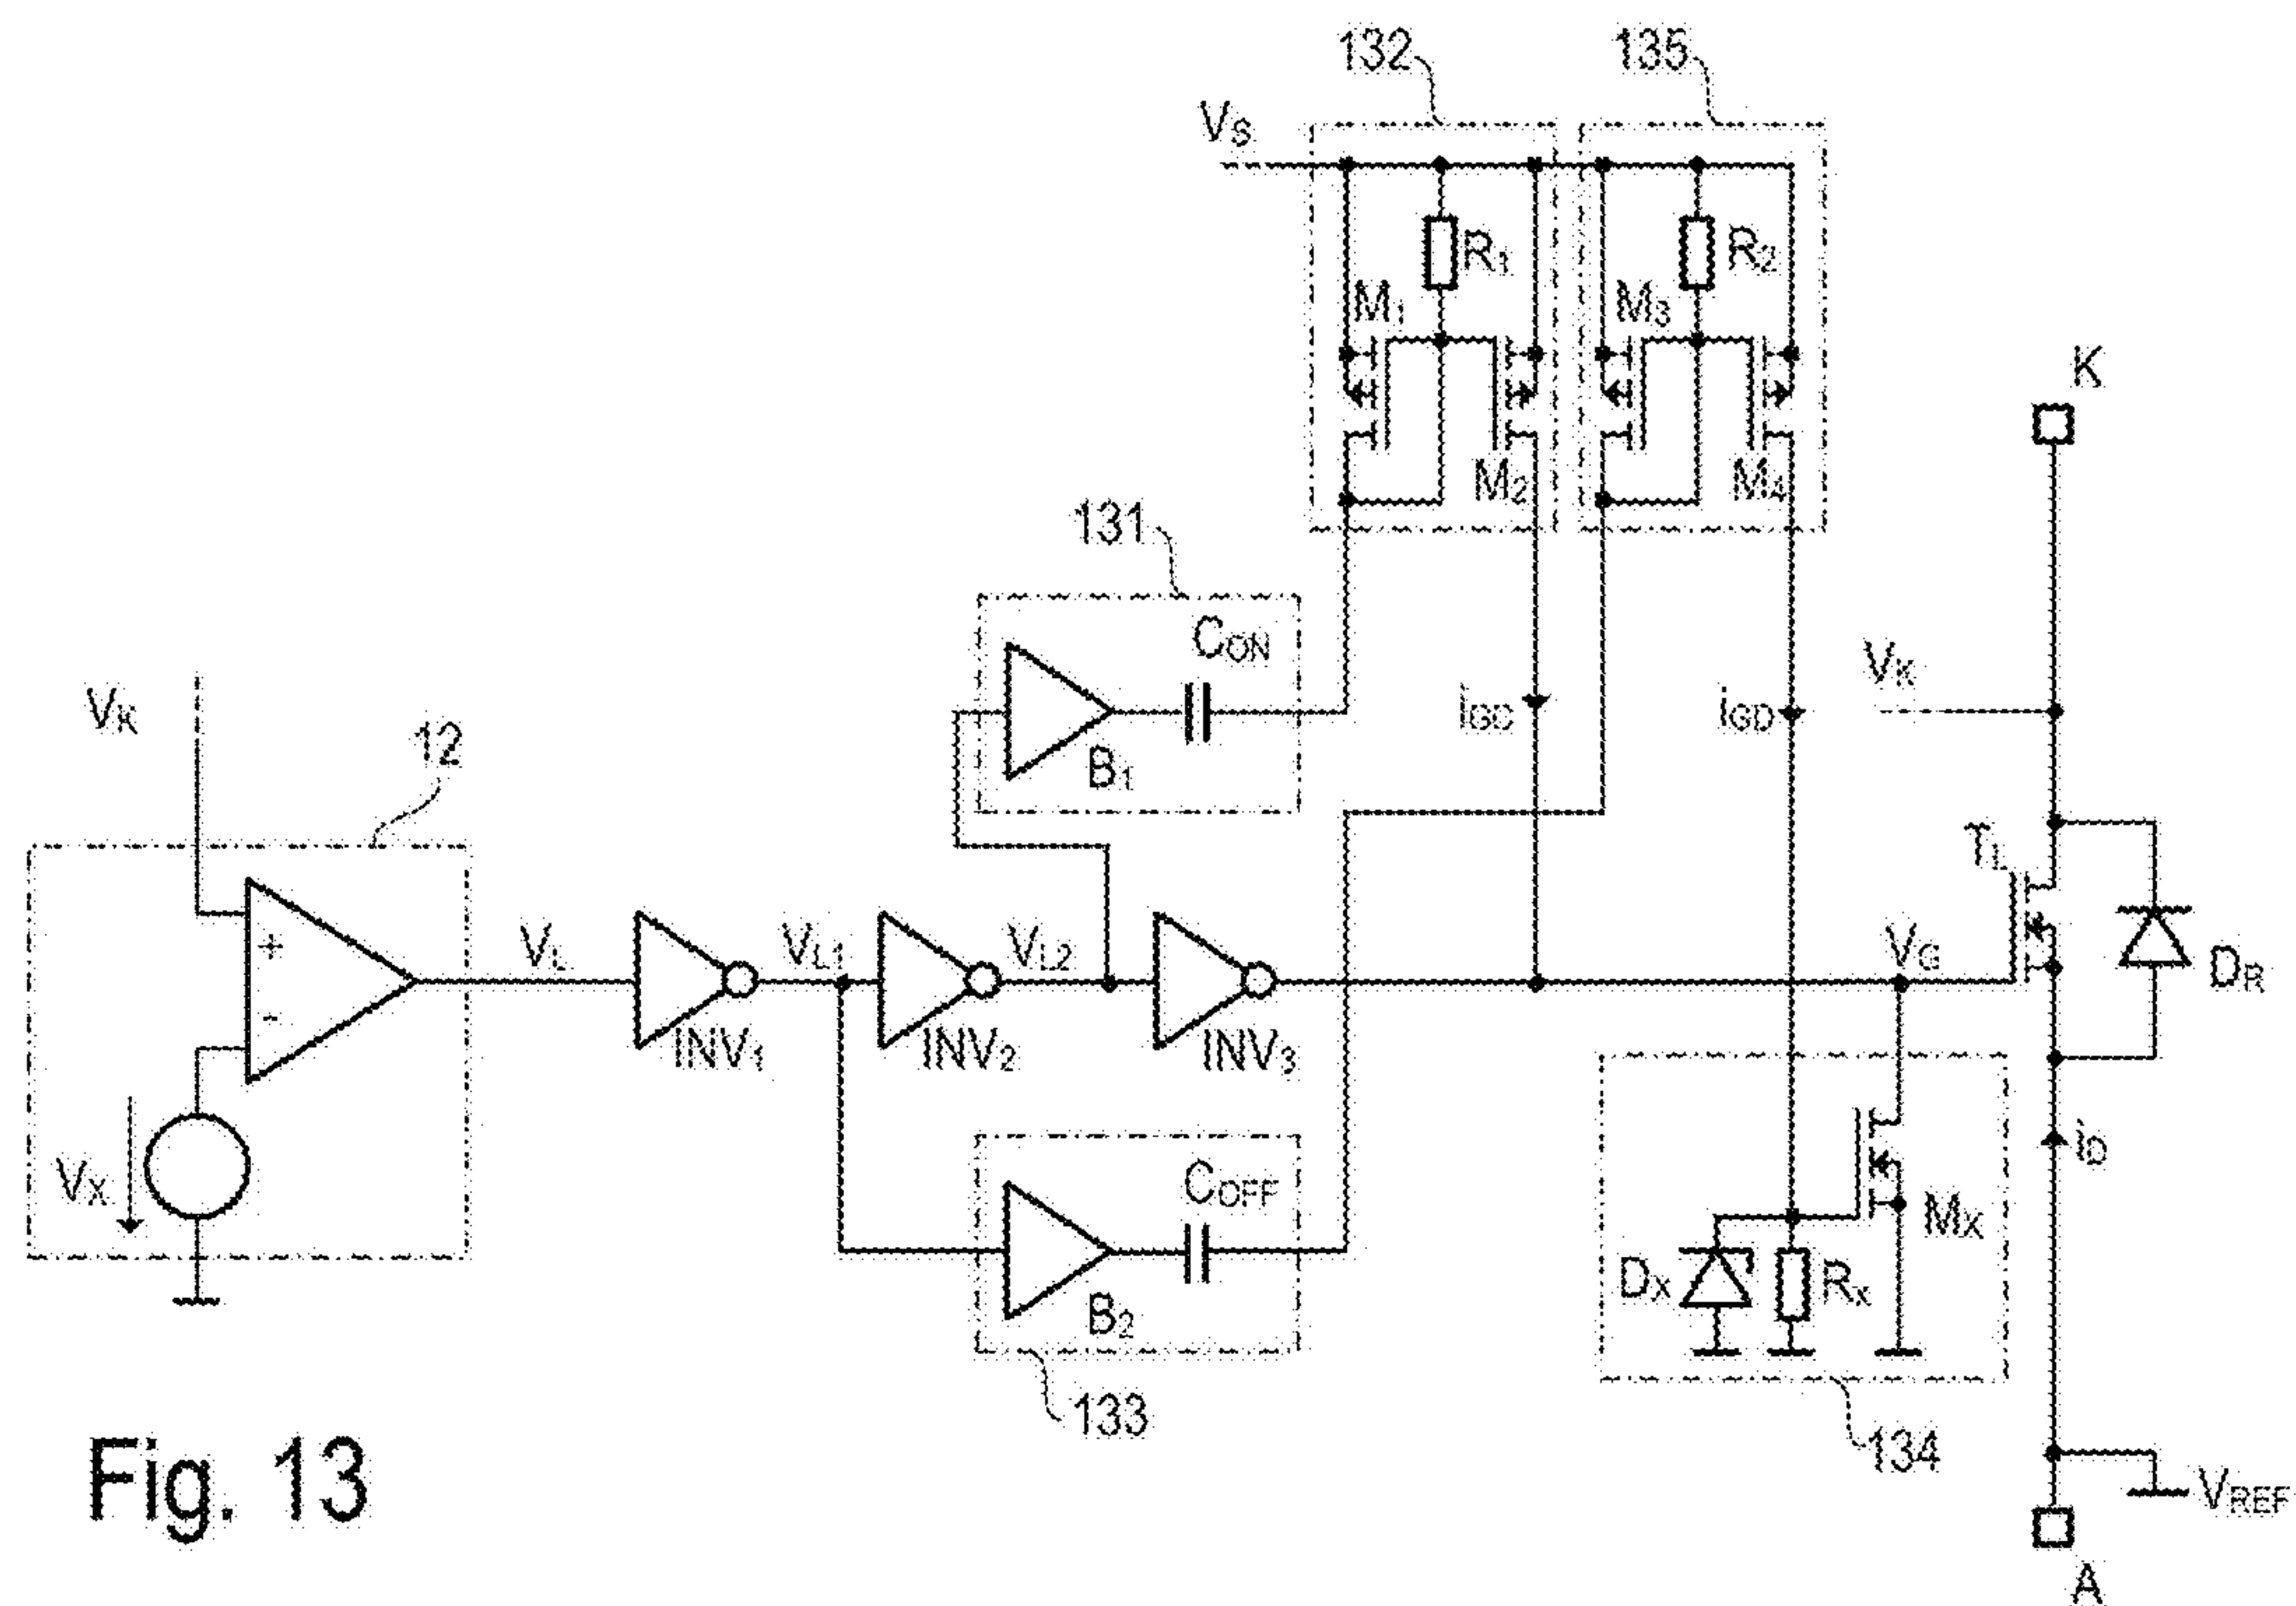 132
135
VS
R1
R2
M1
M3
M2
M4
K
131
CON
B1
VK
12
iGC
iGD
VK
TL
DR
VL
INV1
VL1
INV2
VL2
INV3
VG
+
-
VX
COFF
B2
133
DX
RX
MX
iD
134
VREF
A
Fig. 13